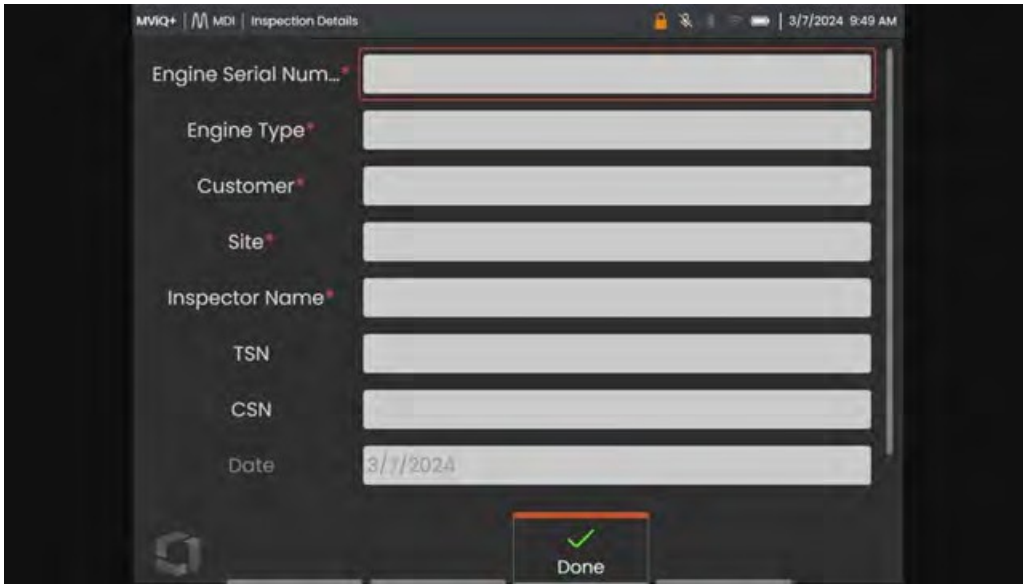 MViQ+ | MDI | Inspection Details 3/7/2024 9:49 AM
Engine Serial Num...*
Engine Type*
Customer*
Site*
Inspector Name*
TSN
CSN
Date 3/7/2024
Done